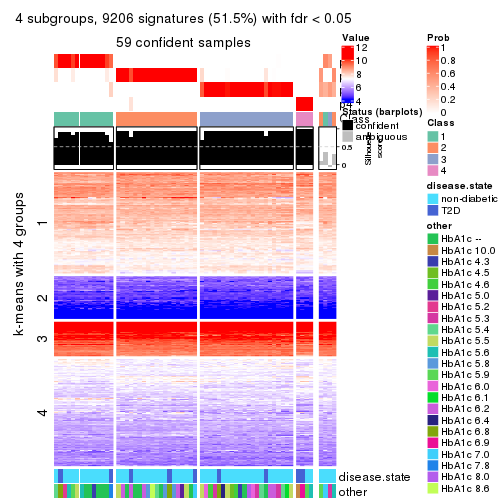 4 subgroups, 9206 signatures (51.5%) with fdr < 0.05
59 confident samples
k-means with 4 groups
1
2
3
4
Value
12
10
8
6
4
Status (barplots)
confident
ambiguous
Class
0.5
0
Silhouette score
disease.state
other
Prob
1
0.8
0.6
0.4
0.2
0
Class
1
2
3
4
disease.state
non-diabetic
T2D
other
HbA1c --
HbA1c 10.0
HbA1c 4.3
HbA1c 4.5
HbA1c 4.6
HbA1c 5.0
HbA1c 5.2
HbA1c 5.3
HbA1c 5.4
HbA1c 5.5
HbA1c 5.6
HbA1c 5.8
HbA1c 5.9
HbA1c 6.0
HbA1c 6.1
HbA1c 6.2
HbA1c 6.4
HbA1c 6.8
HbA1c 6.9
HbA1c 7.0
HbA1c 7.8
HbA1c 8.0
HbA1c 8.6